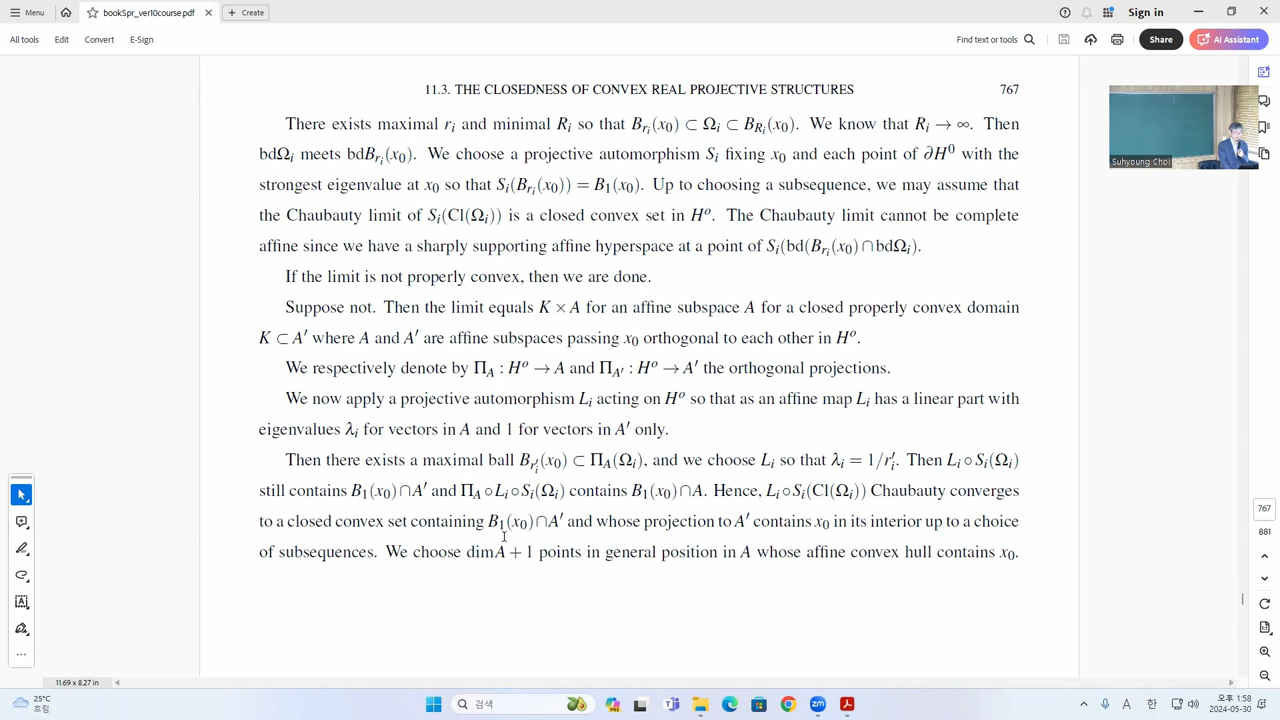 Menu
bookSpr_ver10course.pdf
Create
Sign in
All tools
Edit
Convert
E-Sign
Find text or tools
Share
AI Assistant
11.3. THE CLOSEDNESS OF CONVEX REAL PROJECTIVE STRUCTURES 767
There exists maximal r_i and minimal R_i so that B_{r_i}(x_0) ⊂ Ω_i ⊂ B_{R_i}(x_0). We know that R_i → ∞. Then
bdΩ_i meets bdB_{r_i}(x_0). We choose a projective automorphism S_i fixing x_0 and each point of ∂H^0 with the
strongest eigenvalue at x_0 so that S_i(B_{r_i}(x_0)) = B_1(x_0). Up to choosing a subsequence, we may assume that
the Chaubauty limit of S_i(Cl(Ω_i)) is a closed convex set in H^o. The Chaubauty limit cannot be complete
affine since we have a sharply supporting affine hyperspace at a point of S_i(bd(B_{r_i}(x_0) ∩ bdΩ_i).
If the limit is not properly convex, then we are done.
Suppose not. Then the limit equals K × A for an affine subspace A for a closed properly convex domain
K ⊂ A′ where A and A′ are affine subspaces passing x_0 orthogonal to each other in H^o.
We respectively denote by Π_A : H^o → A and Π_{A′} : H^o → A′ the orthogonal projections.
We now apply a projective automorphism L_i acting on H^o so that as an affine map L_i has a linear part with
eigenvalues λ_i for vectors in A and 1 for vectors in A′ only.
Then there exists a maximal ball B_{r′_i}(x_0) ⊂ Π_A(Ω_i), and we choose L_i so that λ_i = 1/r′_i. Then L_i ∘ S_i(Ω_i)
still contains B_1(x_0) ∩ A′ and Π_A ∘ L_i ∘ S_i(Ω_i) contains B_1(x_0) ∩ A. Hence, L_i ∘ S_i(Cl(Ω_i)) Chaubauty converges
to a closed convex set containing B_1(x_0) ∩ A′ and whose projection to A′ contains x_0 in its interior up to a choice
of subsequences. We choose dim A + 1 points in general position in A whose affine convex hull contains x_0.
Suhyoung Choi
767
881
11.69 x 8.27 in
25°C
흐림
검색
A
한
오후 1:58
2024-05-30